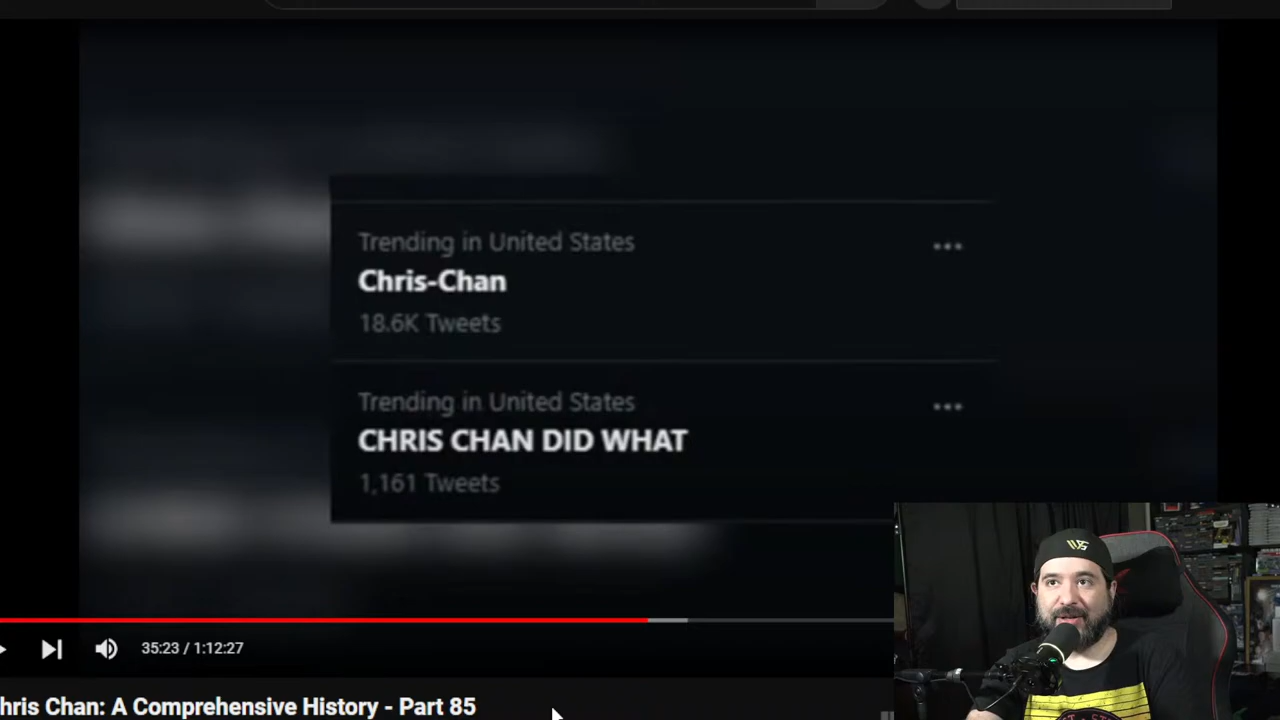 Trending in United States
Chris-Chan
18.6K Tweets
Trending in United States
CHRIS CHAN DID WHAT
1,161 Tweets
35:23 / 1:12:27
hris Chan: A Comprehensive History - Part 85